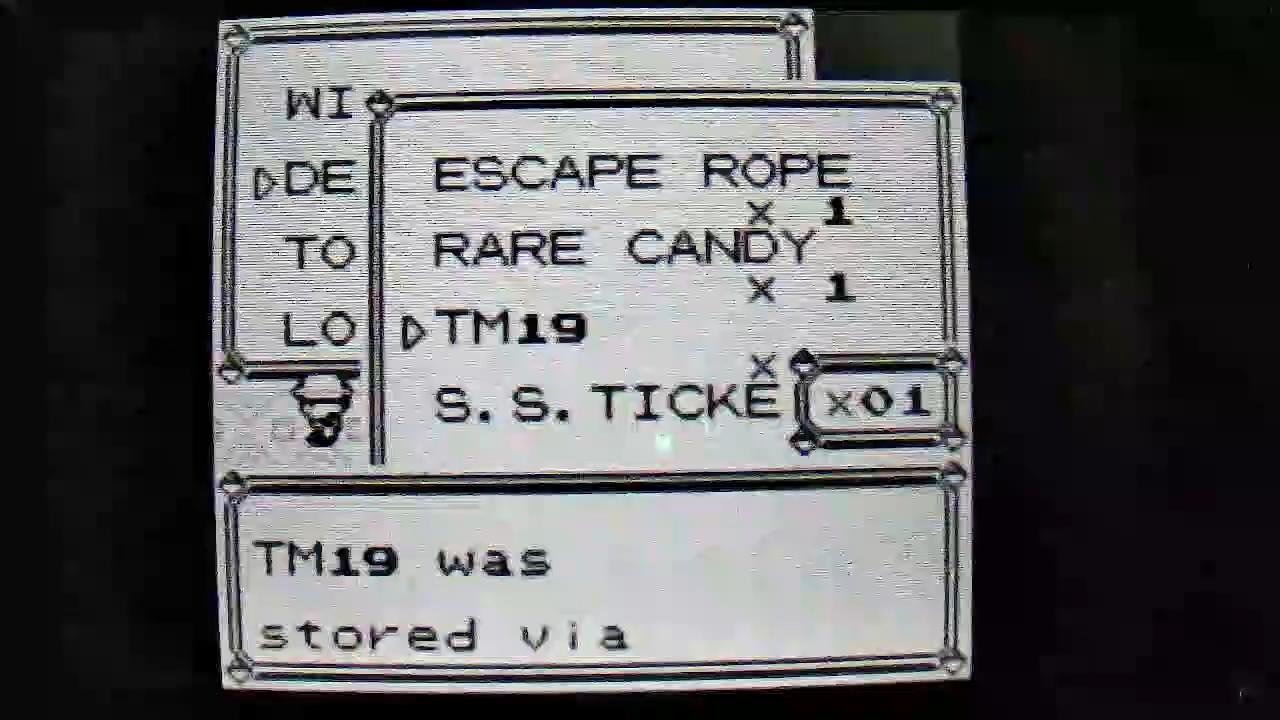 WI
DE
TO
LO
ESCAPE ROPE
x 1
RARE CANDY
x 1
TM19
x
S.S.TICKE
x01
TM19 was
stored via